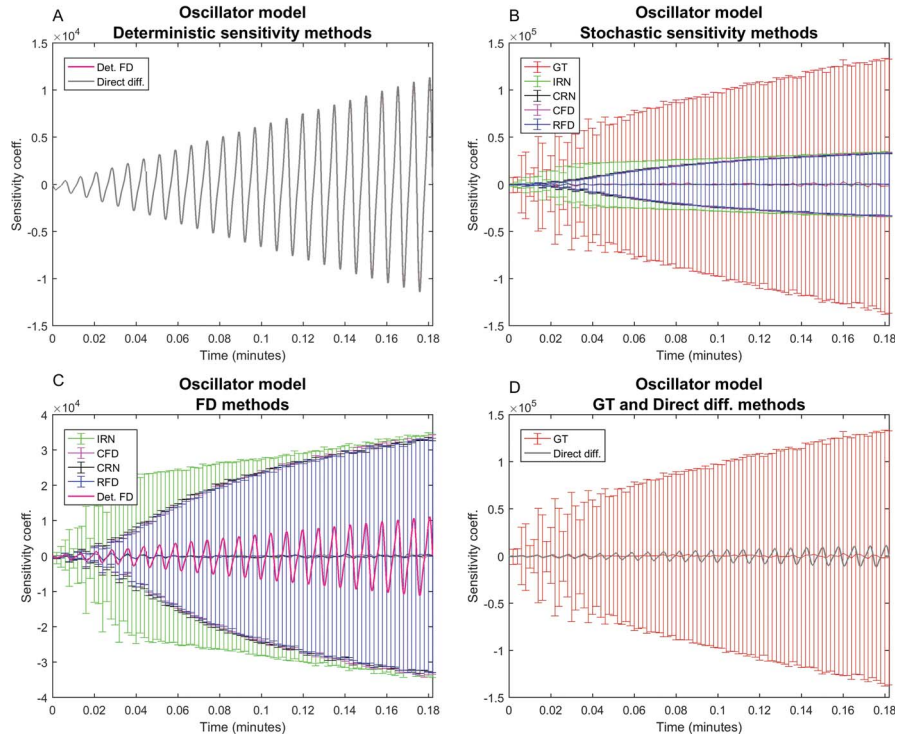 A
Oscillator model
Deterministic sensitivity methods
×10⁴
1.5
1
0.5
0
-0.5
-1
-1.5
Sensitivity coeff.
Det. FD
Direct diff.
0 0.02 0.04 0.06 0.08 0.1 0.12 0.14 0.16 0.18
Time (minutes)
B
Oscillator model
Stochastic sensitivity methods
×10⁵
1.5
1
0.5
0
-0.5
-1
-1.5
Sensitivity coeff.
GT
IRN
CRN
CFD
RFD
0 0.02 0.04 0.06 0.08 0.1 0.12 0.14 0.16 0.18
Time (minutes)
C
Oscillator model
FD methods
×10⁴
4
3
2
1
0
-1
-2
-3
-4
Sensitivity coeff.
IRN
CFD
CRN
RFD
Det. FD
0 0.02 0.04 0.06 0.08 0.1 0.12 0.14 0.16 0.18
Time (minutes)
D
Oscillator model
GT and Direct diff. methods
×10⁵
1.5
1
0.5
0
-0.5
-1
-1.5
Sensitivity coeff.
GT
Direct diff.
0 0.02 0.04 0.06 0.08 0.1 0.12 0.14 0.16 0.18
Time (minutes)